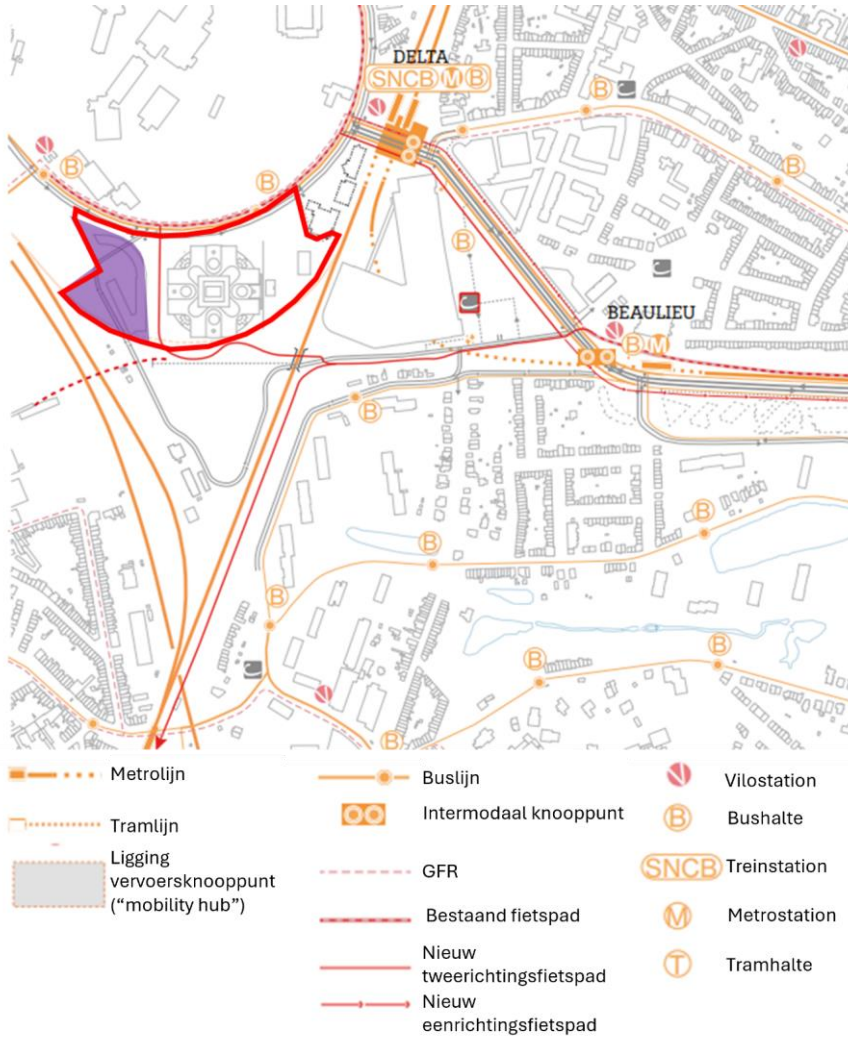 DELTA
SNCB M B
B
B
B
B
B
BEAULIEU
B M
B
B
B
B
B
B
B
Metrolijn
Buslijn
Vilostation
Intermodaal knooppunt
B
Bushalte
Tramlijn
Ligging
vervoersknooppunt
("mobility hub")
GFR
SNCB
Treinstation
Bestaand fietspad
M
Metrostation
Nieuw
tweerichtingsfietspad
T
Tramhalte
Nieuw
eenrichtingsfietspad